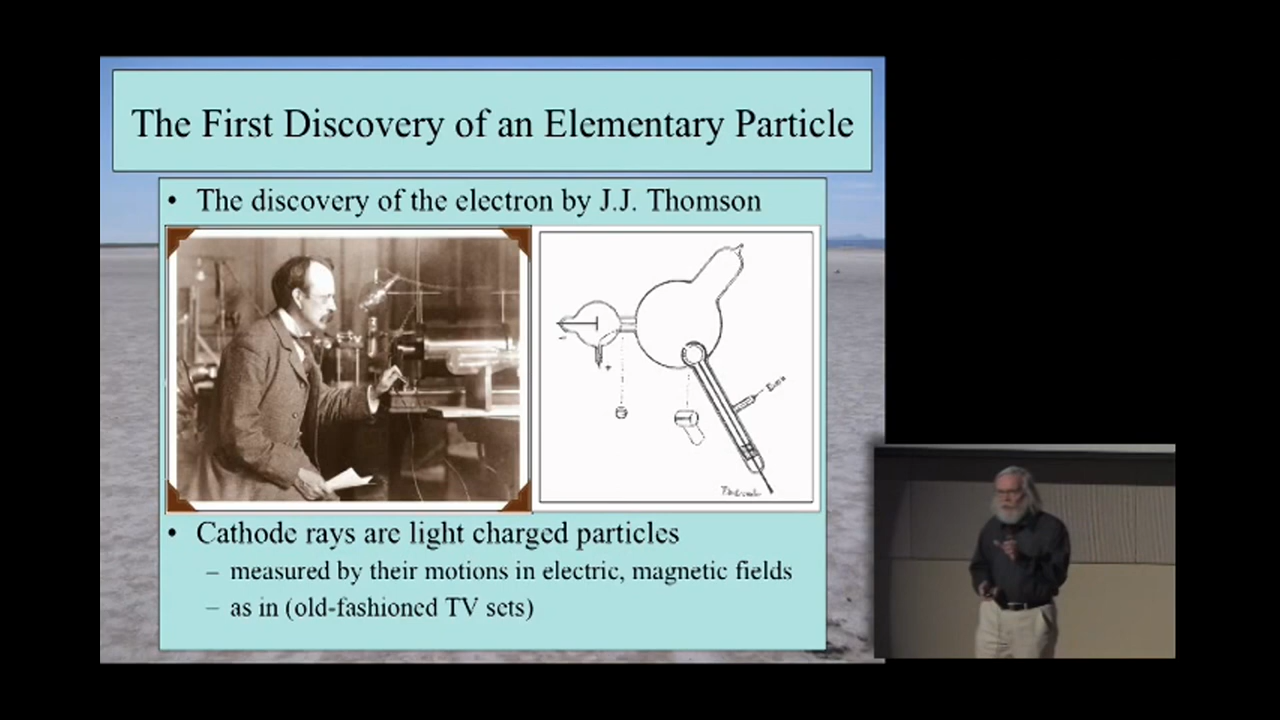 The First Discovery of an Elementary Particle
• The discovery of the electron by J.J. Thomson
• Cathode rays are light charged particles
– measured by their motions in electric, magnetic fields
– as in (old-fashioned TV sets)